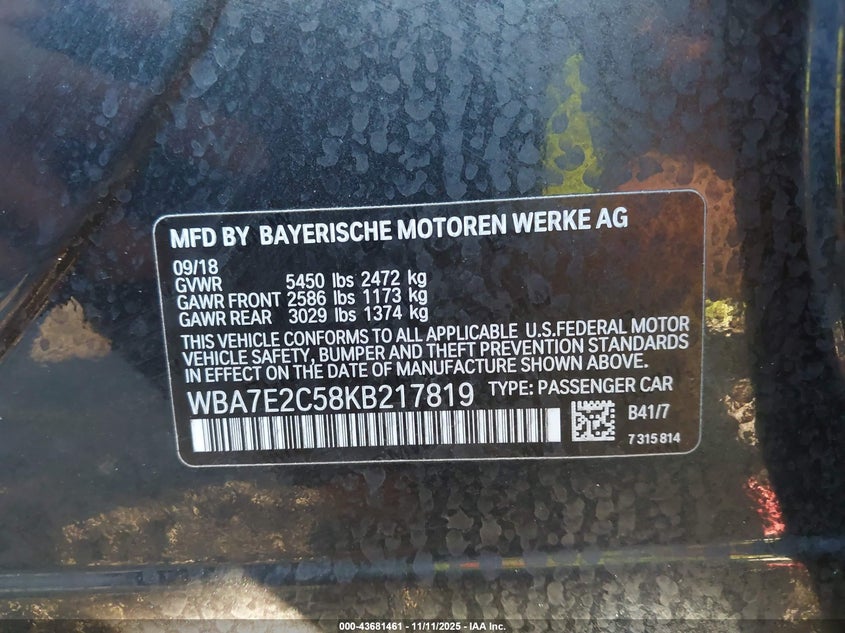 MFD BY BAYERISCHE MOTOREN WERKE AG
09/18
GVWR 5450 lbs 2472 kg
GAWR FRONT 2586 lbs 1173 kg
GAWR REAR 3029 lbs 1374 kg
THIS VEHICLE CONFORMS TO ALL APPLICABLE U.S.FEDERAL MOTOR
VEHICLE SAFETY, BUMPER AND THEFT PREVENTION STANDARDS
IN EFFECT ON THE DATE OF MANUFACTURE SHOWN ABOVE.
WBA7E2C58KB217819 TYPE: PASSENGER CAR
B41/7
7 315 814
000-43681461 - 11/11/2025 - IAA Inc.